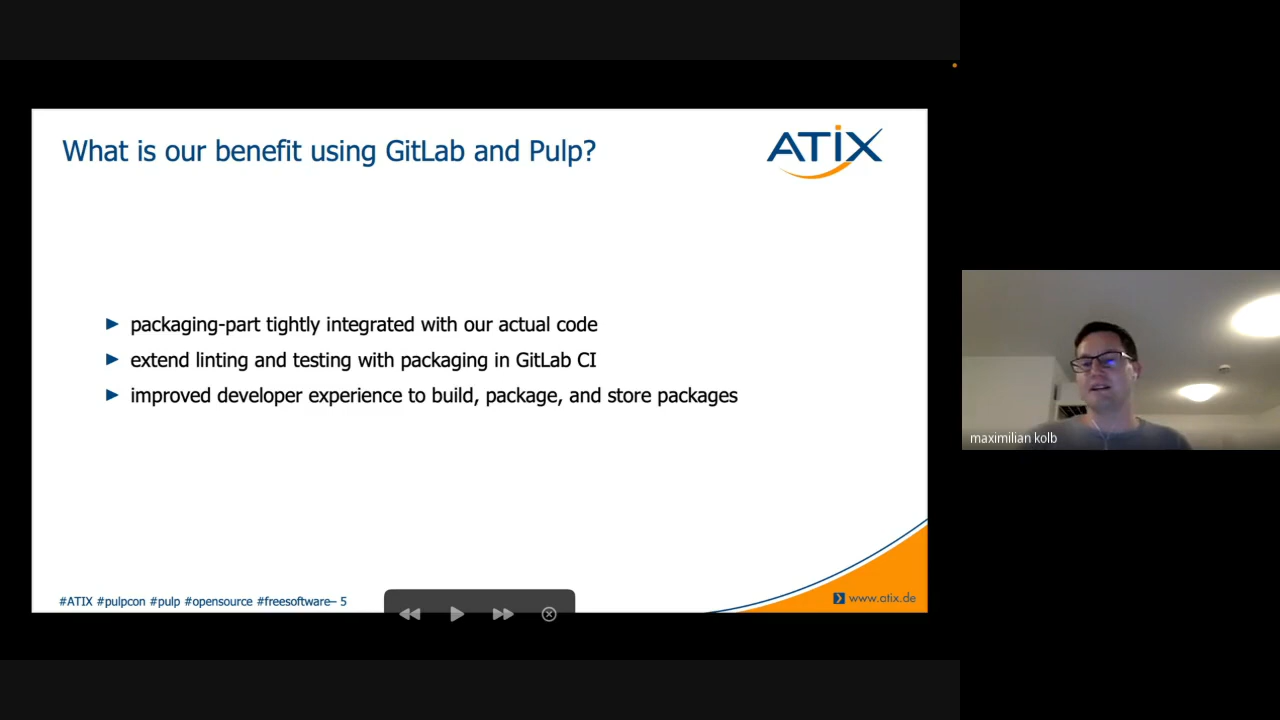 What is our benefit using GitLab and Pulp?
ATIX
packaging-part tightly integrated with our actual code
extend linting and testing with packaging in GitLab CI
improved developer experience to build, package, and store packages
#ATIX #pulpcon #pulp #opensource #freesoftware– 5
www.atix.de
maximilian kolb